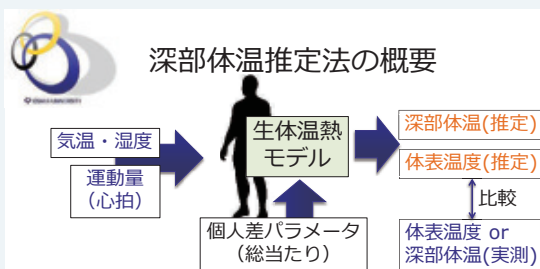 深部体温推定法の概要
気温・湿度
運動量
（心拍）
生体温熱
モデル
個人差パラメータ
（総当たり）
深部体温(推定)
体表温度(推定)
比較
体表温度 or
深部体温(実測)
OSAKA UNIVERSITY